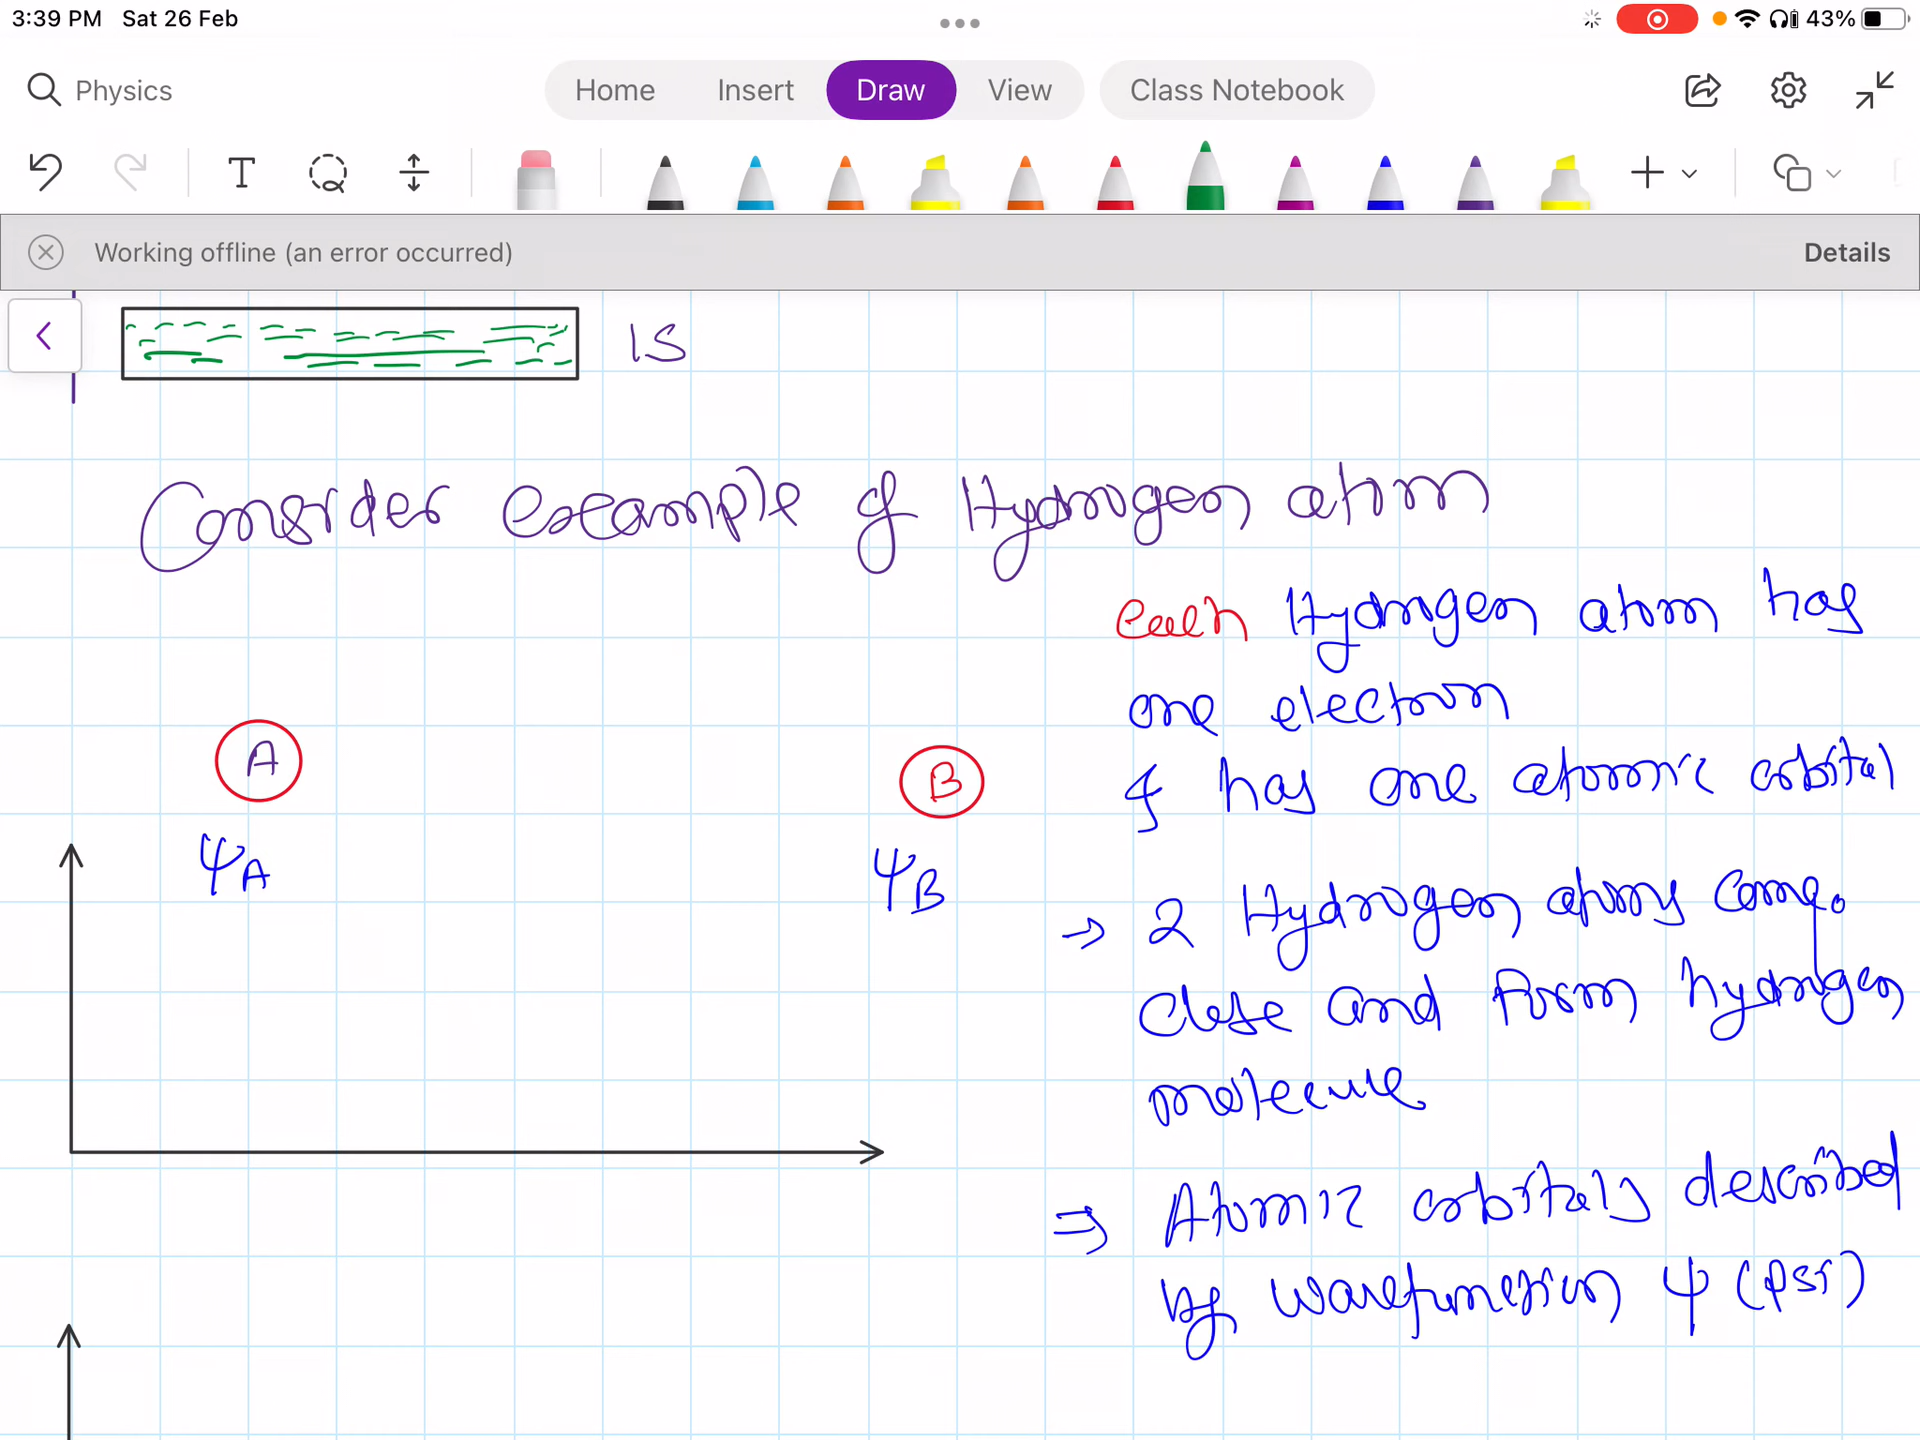 3:39 PM Sat 26 Feb
43%
Physics
Home Insert Draw View Class Notebook
T
Working offline (an error occurred) Details
1S
Consider example of Hydrogen atom
each Hydrogen atom has
one electron
A B
& has one atomic orbital
ψA ψB
→ 2 Hydrogen atoms come
close and form hydrogen
molecule
⇒ Atomic orbitals described
by wavefunction ψ (psi)